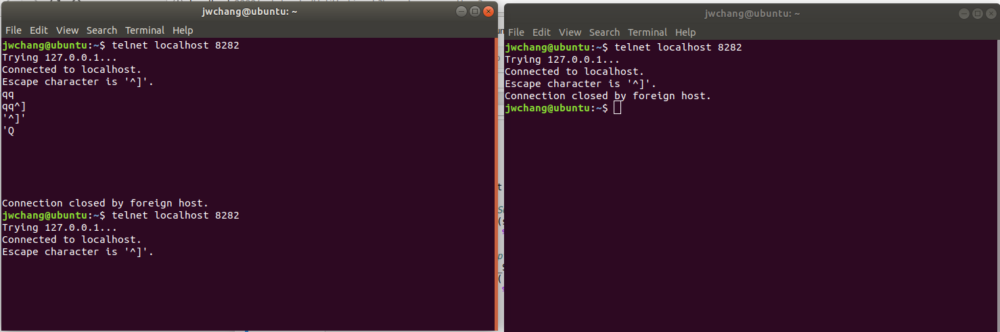 jwchang@ubuntu: ~
File Edit View Search Terminal Help
jwchang@ubuntu:~$ telnet localhost 8282
Trying 127.0.0.1...
Connected to localhost.
Escape character is '^]'.
qq
qq^]
'^]'
'Q
Connection closed by foreign host.
jwchang@ubuntu:~$ telnet localhost 8282
Trying 127.0.0.1...
Connected to localhost.
Escape character is '^]'.
jwchang@ubuntu: ~
File Edit View Search Terminal Help
jwchang@ubuntu:~$ telnet localhost 8282
Trying 127.0.0.1...
Connected to localhost.
Escape character is '^]'.
Connection closed by foreign host.
jwchang@ubuntu:~$